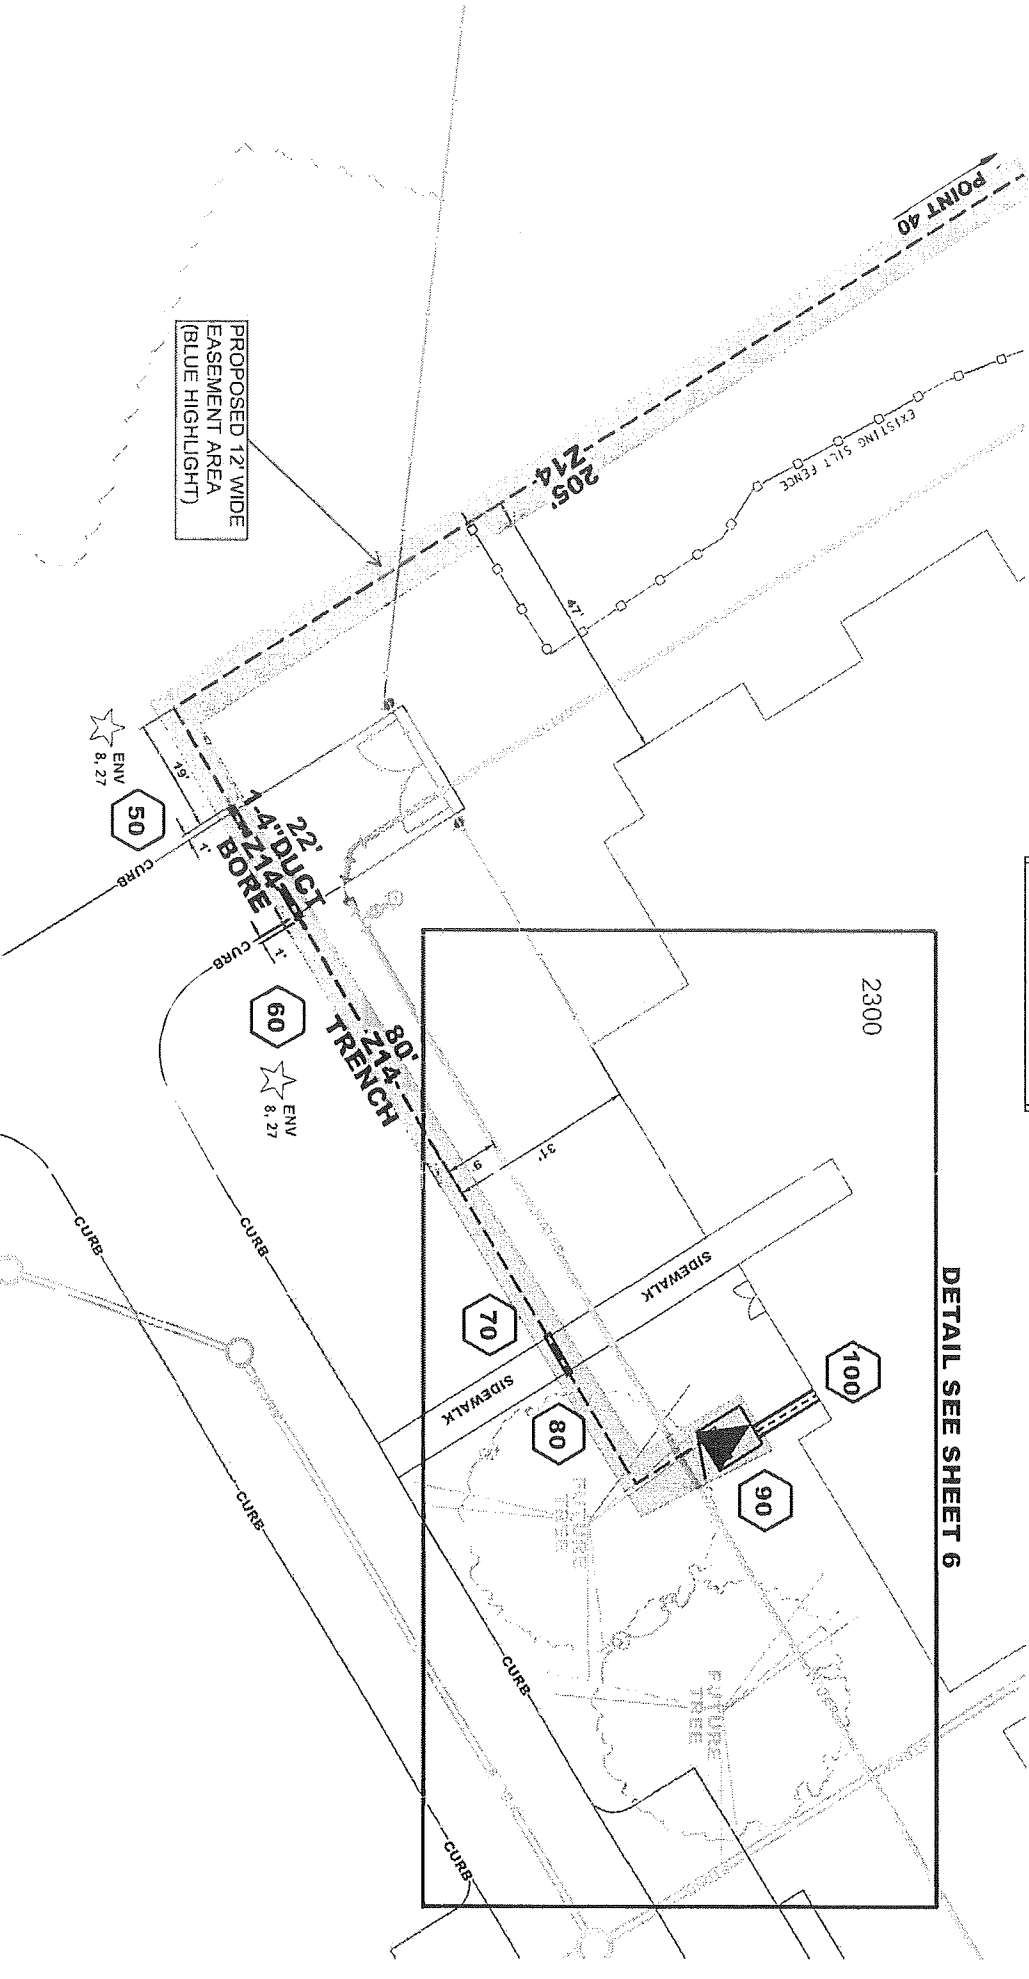 DETAIL SEE SHEET 6
2300
100
90
80
70
SIDEWALK
SIDEWALK
FUTURE
TREE
FUTURE
TREE
POINT 40
EXISTING SILT FENCE
205'
Z14
47'
PROPOSED 12' WIDE
EASEMENT AREA
(BLUE HIGHLIGHT)
22'
1-4"DUCT
Z14
BORE
80'
Z14
TRENCH
31'
9'
19'
1'
1'
50
ENV
8, 27
60
ENV
8, 27
CURB
CURB
CURB
CURB
CURB
CURB
CURB